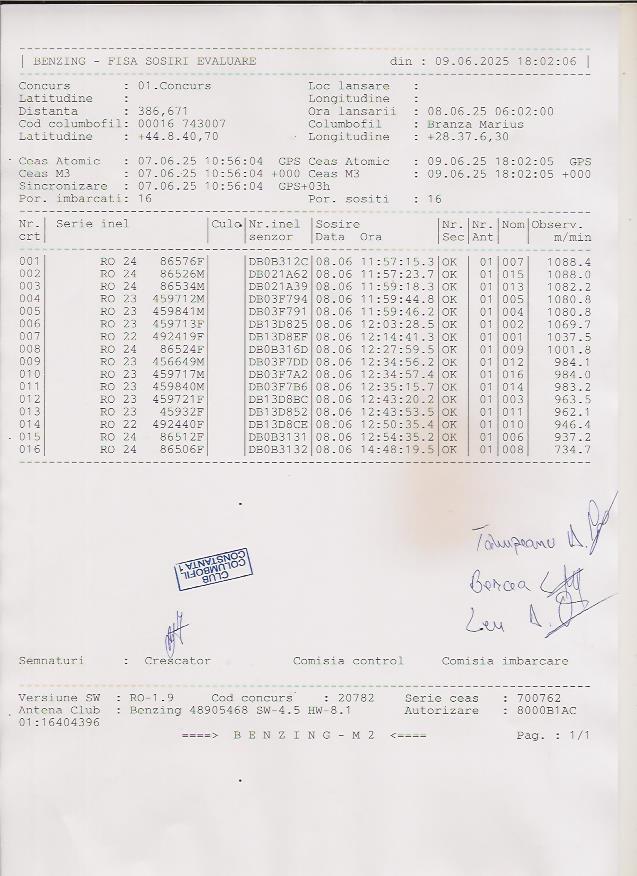 | BENZING - FISA SOSIRI EVALUARE din : 09.06.2025 18:02:06 |
Concurs : 01.Concurs Loc lansare :
Latitudine : Longitudine :
Distanta : 386,671 Ora lansarii : 08.06.25 06:02:00
Cod columbofil: 00016 743007 Columbofil : Branza Marius
Latitudine : +44.8.40,70 Longitudine : +28.37.6,30
Ceas Atomic : 07.06.25 10:56:04 GPS Ceas Atomic : 09.06.25 18:02:05 GPS
Ceas M3 : 07.06.25 10:56:04 +000 Ceas M3 : 09.06.25 18:02:05 +000
Sincronizare : 07.06.25 10:56:04 GPS+03h
Por. imbarcati: 16 Por. sositi : 16
Nr.| Serie inel |Culo|Nr.inel |Sosire |Nr.|Nr.|Nom|Observ.
crt| | |senzor |Data Ora |Sec|Ant| | m/min
001| RO 24 86576F| |DB0B312C|08.06 11:57:15.3|OK | 01|007| 1088.4
002| RO 24 86526M| |DB021A62|08.06 11:57:23.7|OK | 01|015| 1088.0
003| RO 24 86534M| |DB021A39|08.06 11:59:18.3|OK | 01|013| 1082.2
004| RO 23 459712M| |DB03F794|08.06 11:59:44.8|OK | 01|005| 1080.8
005| RO 23 459841M| |DB03F791|08.06 11:59:46.2|OK | 01|004| 1080.8
006| RO 23 459713F| |DB13D825|08.06 12:03:28.5|OK | 01|002| 1069.7
007| RO 22 492419F| |DB13D8EF|08.06 12:14:41.3|OK | 01|001| 1037.5
008| RO 24 86524F| |DB0B316D|08.06 12:27:59.5|OK | 01|009| 1001.8
009| RO 23 456649M| |DB03F7DD|08.06 12:34:56.2|OK | 01|012| 984.1
010| RO 23 459717M| |DB03F7A2|08.06 12:34:57.4|OK | 01|016| 984.0
011| RO 23 459840M| |DB03F7B6|08.06 12:35:15.7|OK | 01|014| 983.2
012| RO 23 459721F| |DB13D8BC|08.06 12:43:20.2|OK | 01|003| 963.5
013| RO 23 45932F| |DB13D852|08.06 12:43:53.5|OK | 01|011| 962.1
014| RO 22 492440F| |DB13D8CE|08.06 12:50:35.4|OK | 01|010| 946.4
015| RO 24 86512F| |DB0B3131|08.06 12:54:35.2|OK | 01|006| 937.2
016| RO 24 86506F| |DB0B3132|08.06 14:48:19.5|OK | 01|008| 734.7
CLUB
COLUMBOFIL
CONSTANTA 1
Bercea
Semnaturi : Crescator Comisia control Comisia imbarcare
Versiune SW : RO-1.9 Cod concurs : 20782 Serie ceas : 700762
Antena Club : Benzing 48905468 SW-4.5 HW-8.1 Autorizare : 8000B1AC
01:16404396
====> B E N Z I N G - M 2 <==== Pag. : 1/1